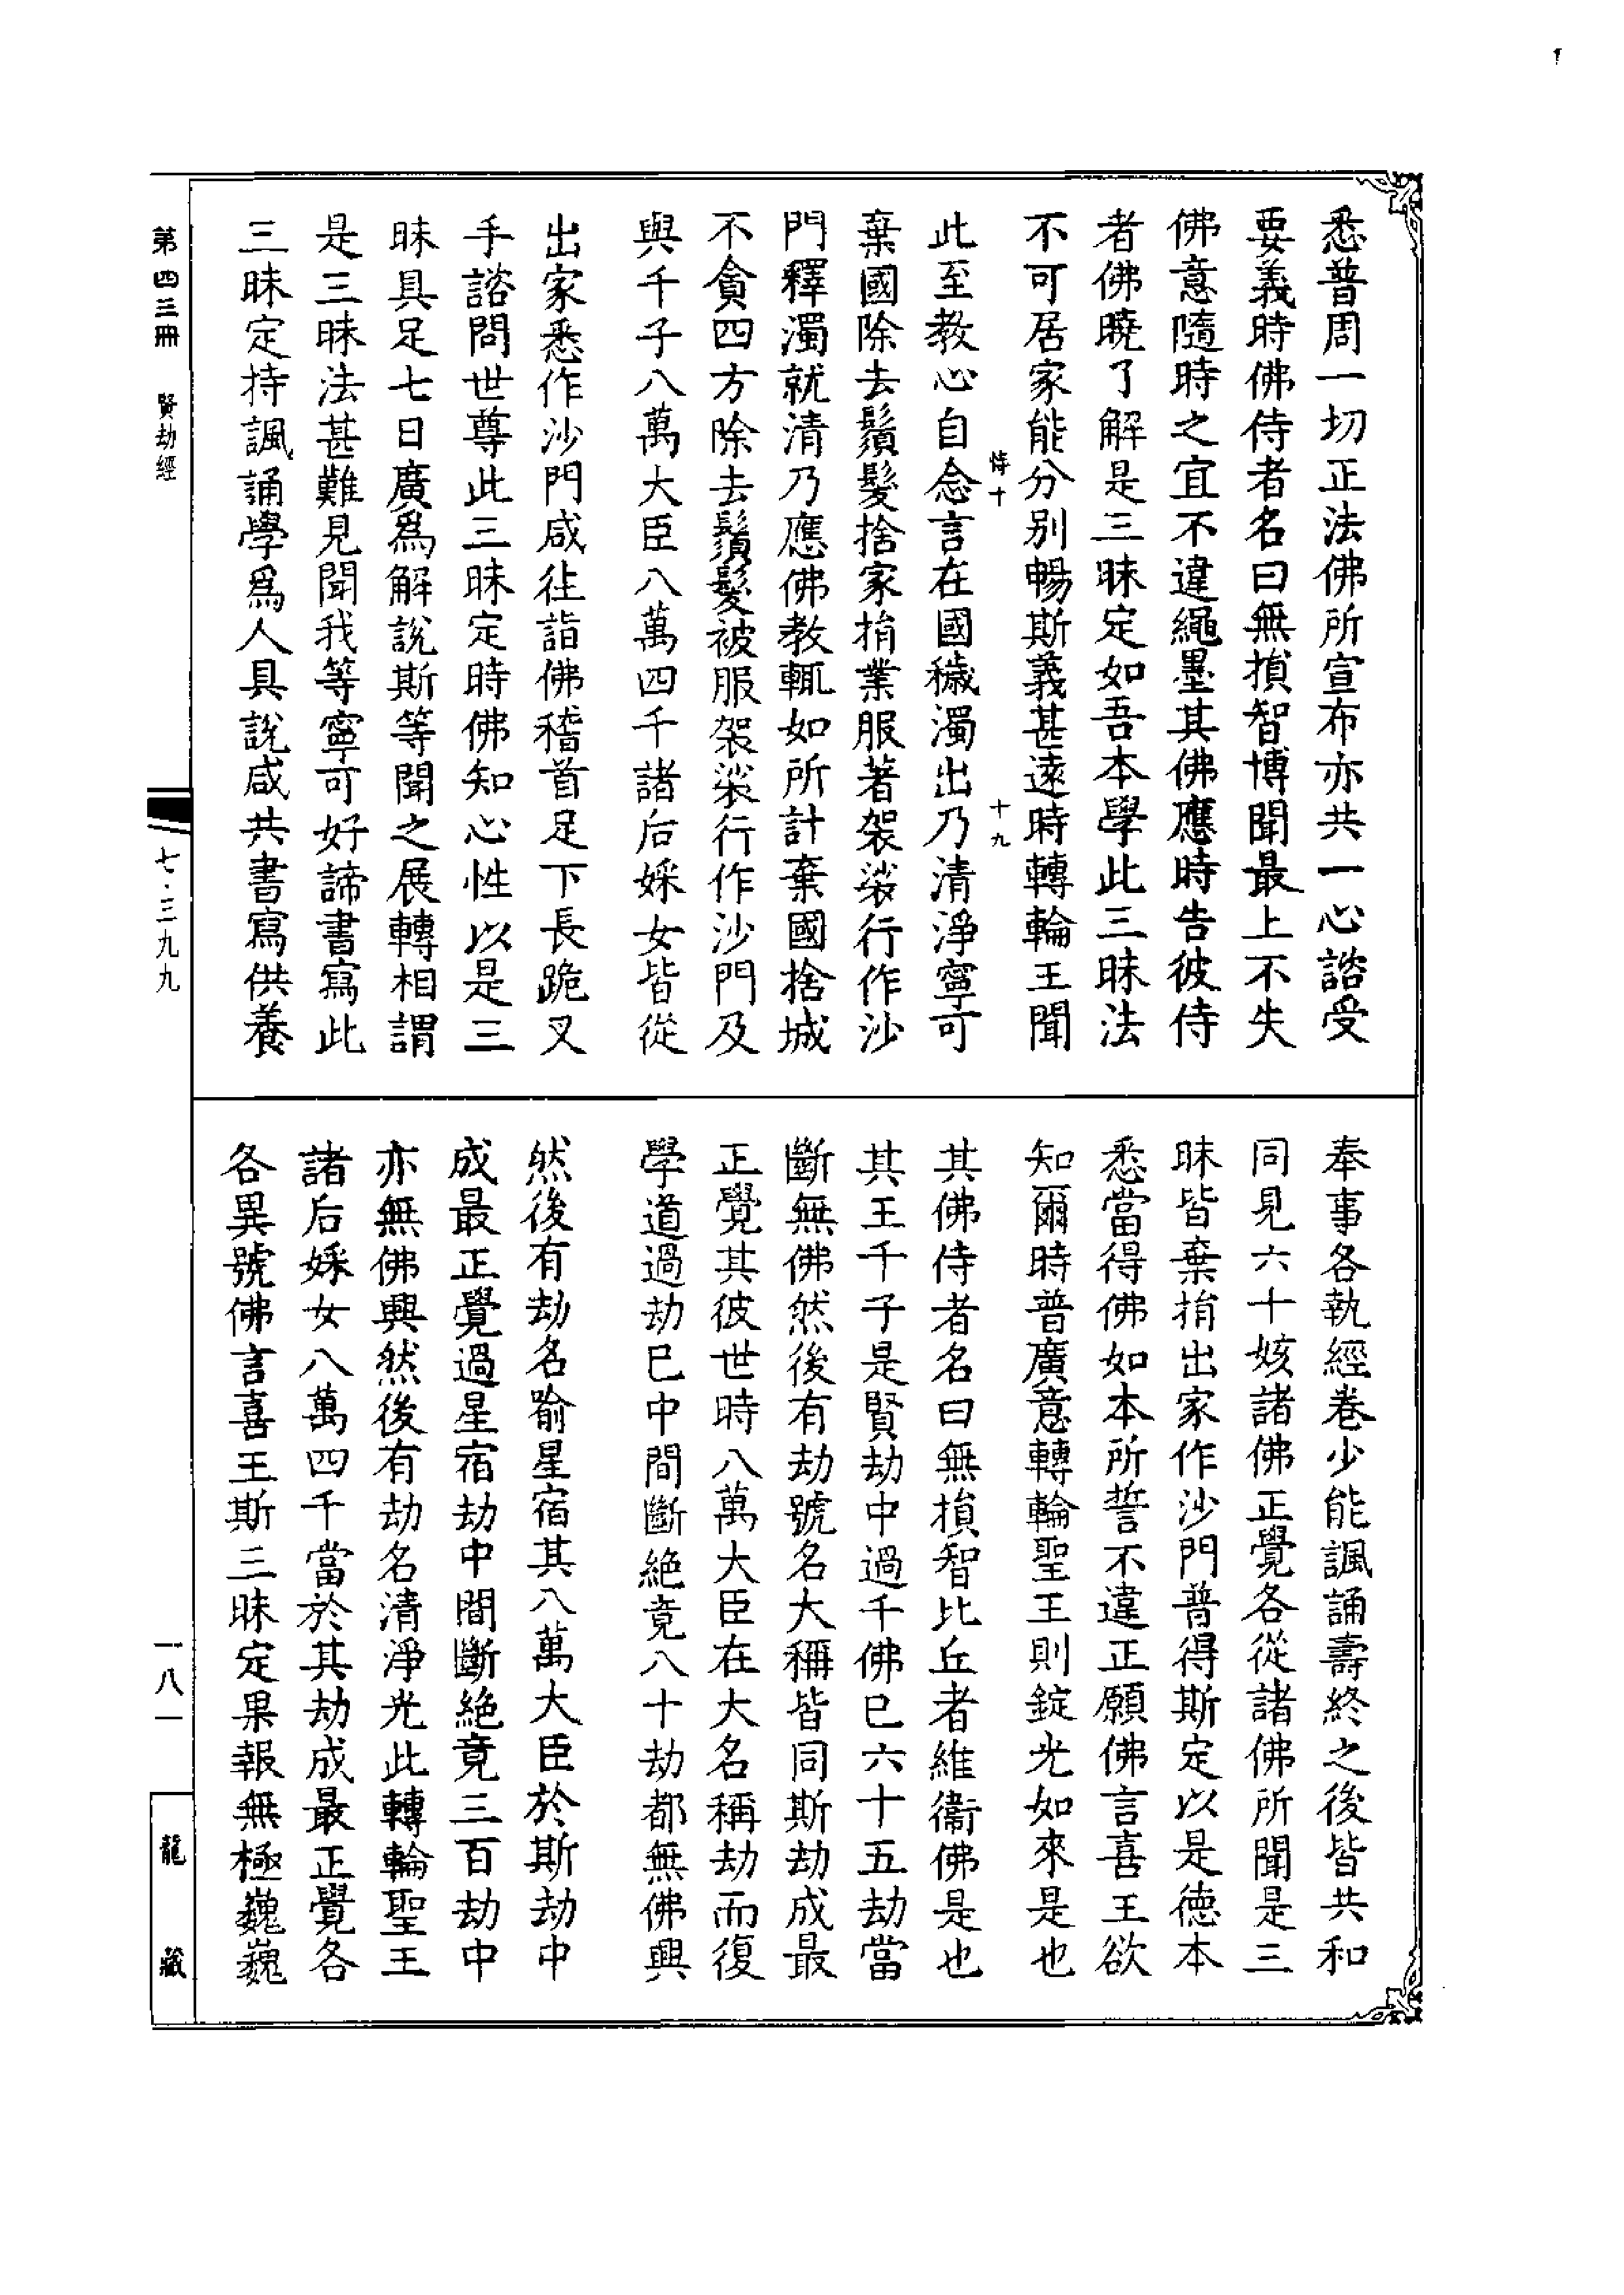 悉普周一切正法佛所宣布亦共一心諮受
要義時佛侍者名曰無損智博聞最上不失
佛意隨時之宜不違繩墨其佛應時告彼侍
者佛曉了解是三昧定如吾本學此三昧法
不可居家能分別暢斯義甚遠時轉輪王聞
十九
此至教心自念言在國穢濁出乃清淨寧可
棄國除去鬚髮捨家捐業服著袈裟行作沙
門釋濁就清乃應佛教輒如所計棄國捨城
不貪四方除去鬚髮被服袈裟行作沙門及
與千子八萬大臣八萬四千諸后婇女皆從
出家悉作沙門咸往詣佛稽首足下長跪叉
手諮問世尊此三昧定時佛知心性以是三
昧具足七日廣爲解說斯等聞之展轉相謂
是三昧法甚難見聞我等寧可好諦書寫此
三昧定持諷誦學爲人具說咸共書寫供養
奉事各執經卷少能諷誦壽終之後皆共和
同見六十姟諸佛正覺各從諸佛所聞是三
昧皆棄捐出家作沙門普得斯定以是德本
悉當得佛如本所誓不違正願佛言喜王欲
知爾時普廣意轉輪聖王則錠光如來是也
其佛侍者名曰無損智比丘者維衞佛是也
其王千子是賢劫中過千佛已六十五劫當
斷無佛然後有劫號名大稱皆同斯劫成最
正覺其彼世時八萬大臣在大名稱劫而復
學道過劫已中間斷絶竟八十劫都無佛興
然後有劫名喻星宿其八萬大臣於斯劫中
成最正覺過星宿劫中間斷絶竟三百劫中
亦無佛興然後有劫名清淨光此轉輪聖王
諸后婇女八萬四千當於其劫成最正覺各
各異號佛言喜王斯三昧定果報無極巍巍
第四三冊 賢劫經
七·三九九
一八一
龍藏